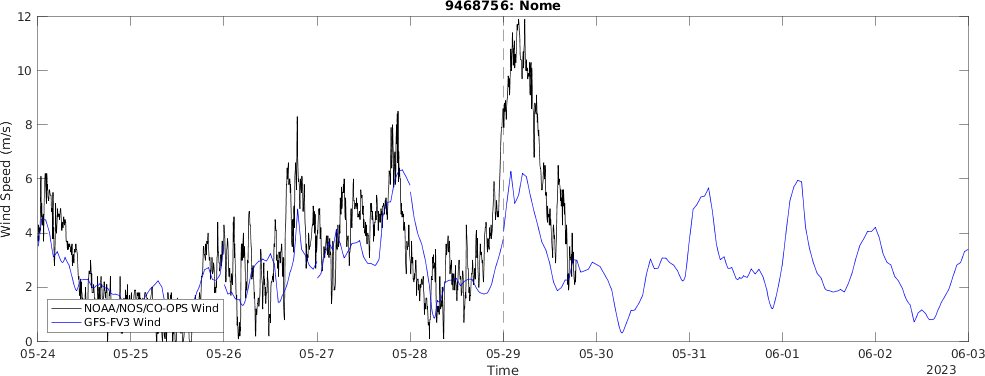 9468756: Nome
Wind Speed (m/s)
12
10
8
6
4
2
0
NOAA/NOS/CO-OPS Wind
GFS-FV3 Wind
05-24 05-25 05-26 05-27 05-28 05-29 05-30 05-31 06-01 06-02 06-03
Time
2023